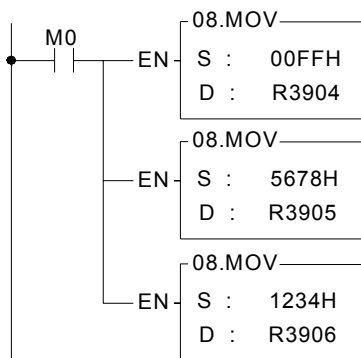 08.MOV
M0
EN S : 00FFH
D : R3904
08.MOV
EN S : 5678H
D : R3905
08.MOV
EN S : 1234H
D : R3906